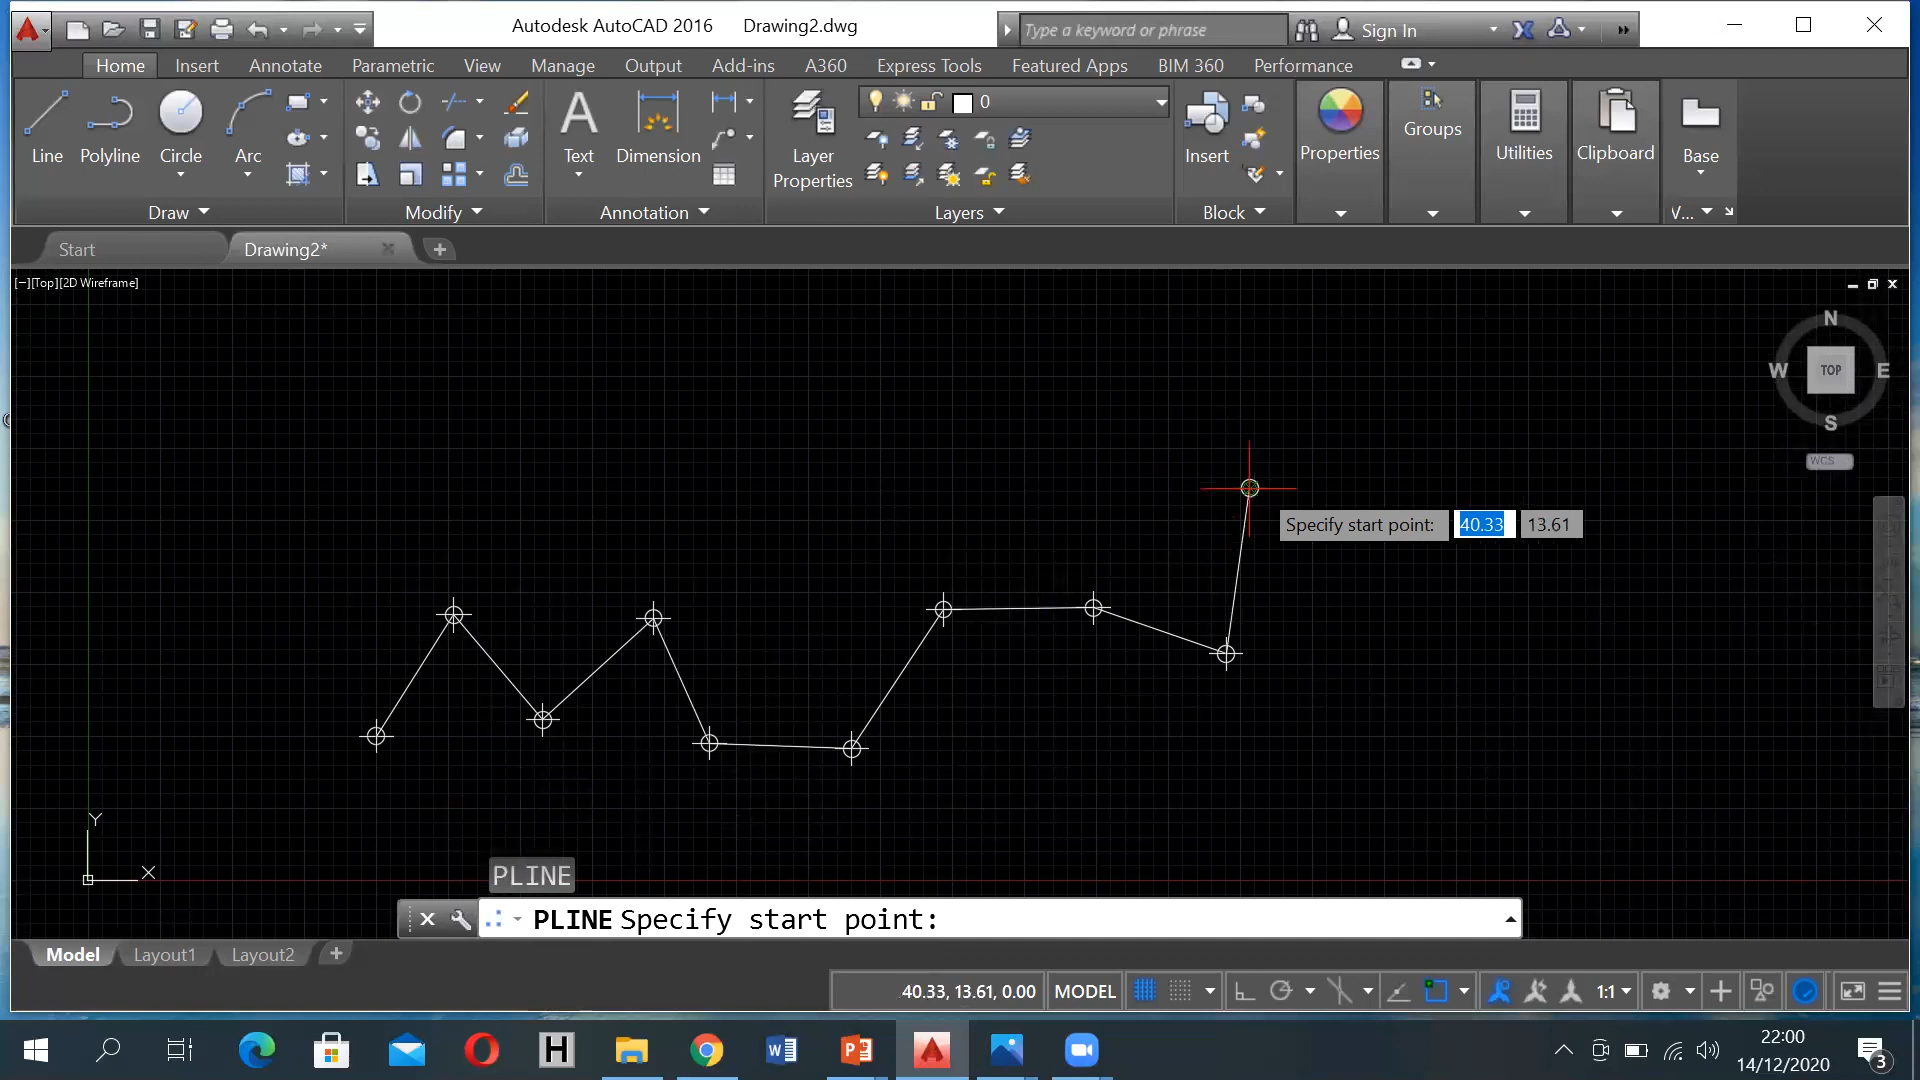 Autodesk AutoCAD 2016 Drawing2.dwg
Type a keyword or phrase
Sign In
Home Insert Annotate Parametric View Manage Output Add-ins A360 Express Tools Featured Apps BIM 360 Performance
0
Line Polyline Circle Arc
Text Dimension
Layer
Properties
Insert
Properties
Groups
Utilities
Clipboard
Base
Draw Modify Annotation Layers Block V...
Start Drawing2*
[−][Top][2D Wireframe]
N
W TOP E
S
WCS
Specify start point: 40.33 13.61
Y
X
PLINE
PLINE Specify start point:
Model Layout1 Layout2
40.33, 13.61, 0.00 MODEL 1:1
H
22:00
14/12/2020
3